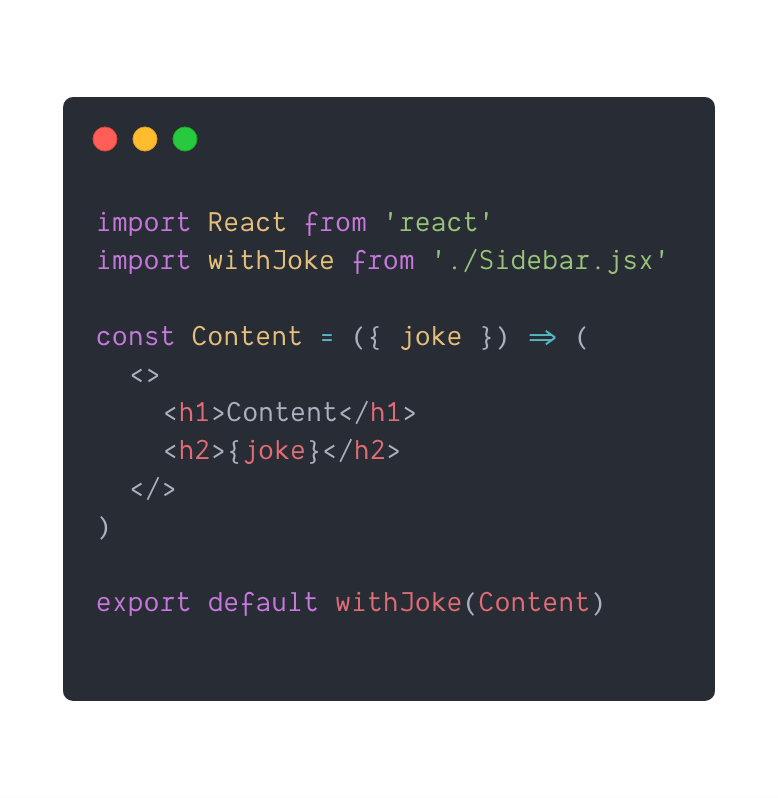 import React from 'react'
import withJoke from './Sidebar.jsx'

const Content = ({ joke }) => (
  <>
    <h1>Content</h1>
    <h2>{joke}</h2>
  </>
)

export default withJoke(Content)